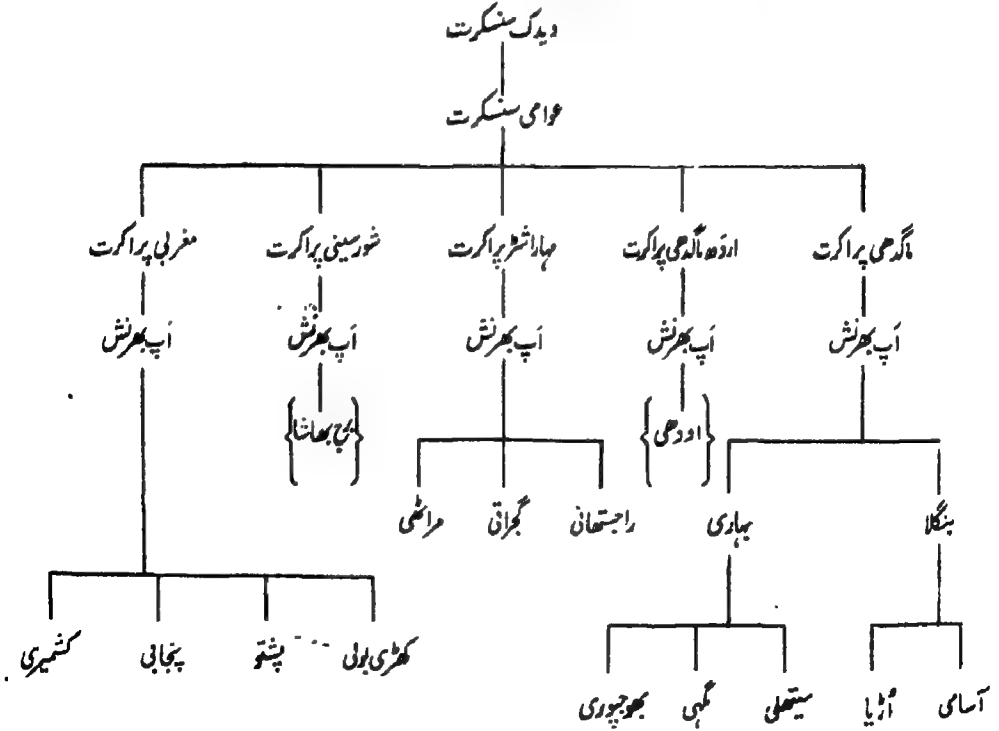 ویدک سنسکرت
عوامی سنسکرت
ماگدھی پراکرت اردھ ماگدھی پراکرت مہاراشٹر پراکرت شورسینی پراکرت مغربی پراکرت
اَپ بھرنش اَپ بھرنش اَپ بھرنش اَپ بھرنش اَپ بھرنش
{اودھی} {برج بھاشا}
بنگلا بہاری راجستھانی گجراتی مراٹھی
کھڑی بولی پشتو پنجابی کشمیری
آسامی اُڑیا میتھلی مگہی بھوجپوری